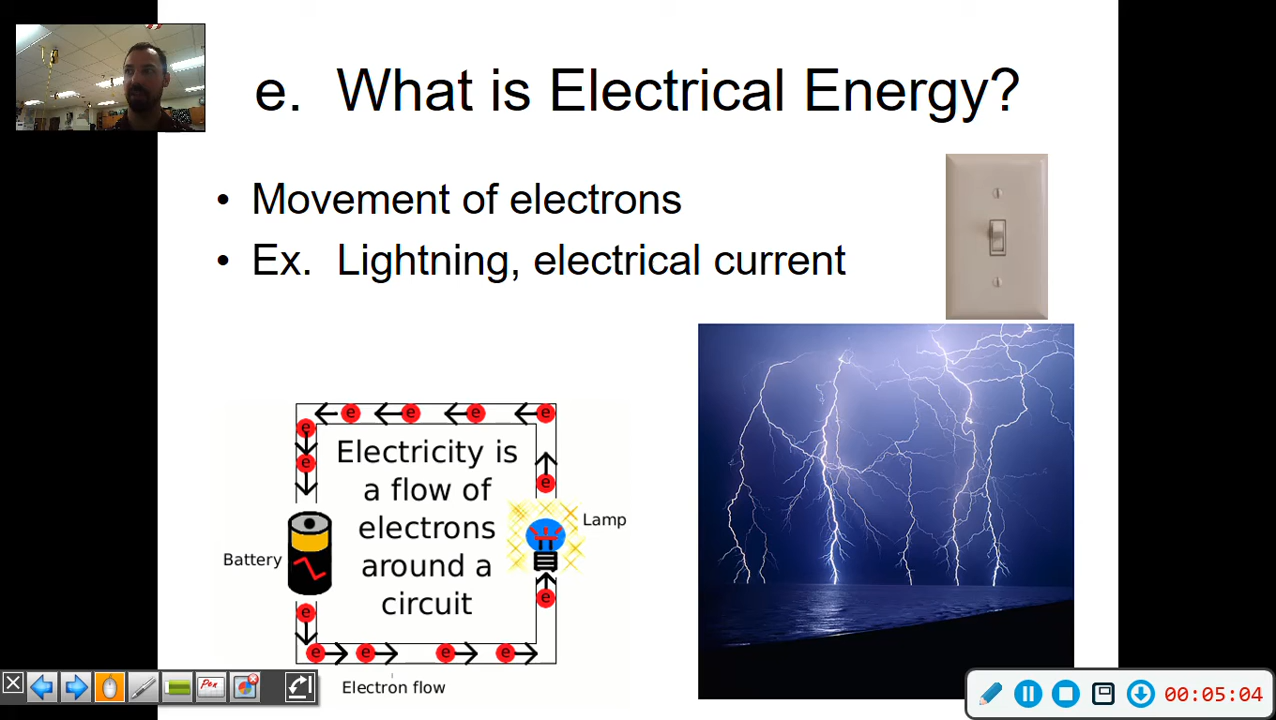 e. What is Electrical Energy?
• Movement of electrons
• Ex. Lightning, electrical current
e e e e
e
e
e
Electricity is
a flow of
electrons
around a
circuit
Lamp
Battery
e
e
e e e e
Electron flow
Pen
00:05:04